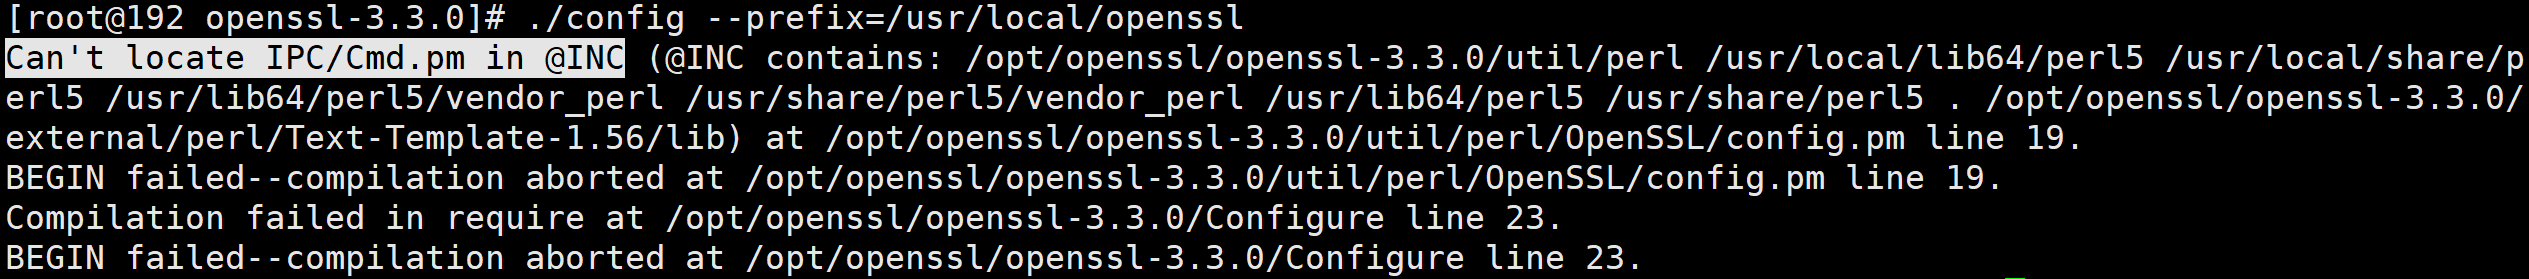 [root@192 openssl-3.3.0]# ./config --prefix=/usr/local/openssl
Can't locate IPC/Cmd.pm in @INC (@INC contains: /opt/openssl/openssl-3.3.0/util/perl /usr/local/lib64/perl5 /usr/local/share/p
erl5 /usr/lib64/perl5/vendor_perl /usr/share/perl5/vendor_perl /usr/lib64/perl5 /usr/share/perl5 . /opt/openssl/openssl-3.3.0/
external/perl/Text-Template-1.56/lib) at /opt/openssl/openssl-3.3.0/util/perl/OpenSSL/config.pm line 19.
BEGIN failed--compilation aborted at /opt/openssl/openssl-3.3.0/util/perl/OpenSSL/config.pm line 19.
Compilation failed in require at /opt/openssl/openssl-3.3.0/Configure line 23.
BEGIN failed--compilation aborted at /opt/openssl/openssl-3.3.0/Configure line 23.